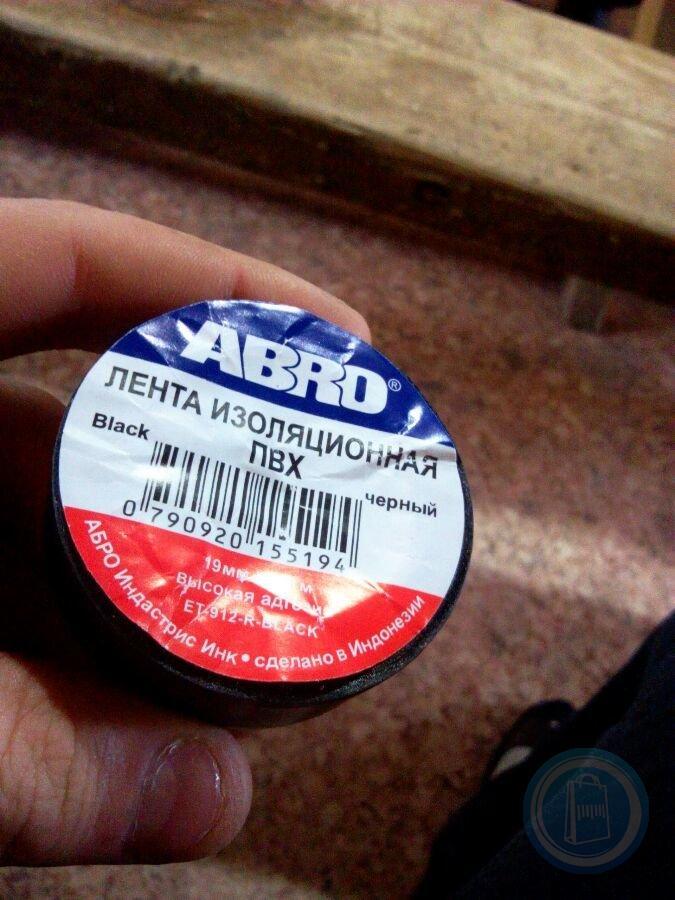 ABRO®
ЛЕНТА ИЗОЛЯЦИОННАЯ
ПВХ
Black
черный
0 790920 155194
19мм м
Высокая
ET-912-R-BLACK
АБРО Индастрис Инк • сделано в Индонезии